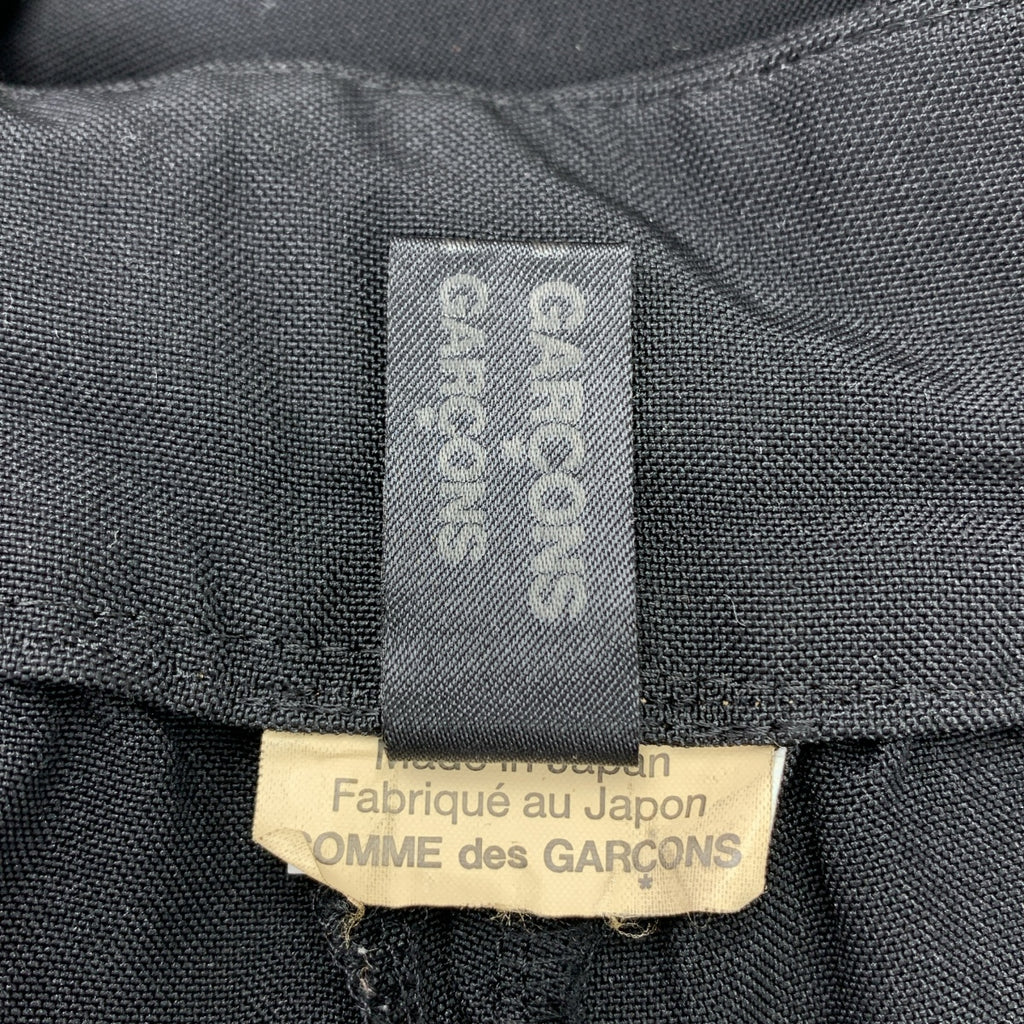 GARÇONS
GARÇONS
Made in Japan
Fabriqué au Japon
OMME des GARÇONS
*